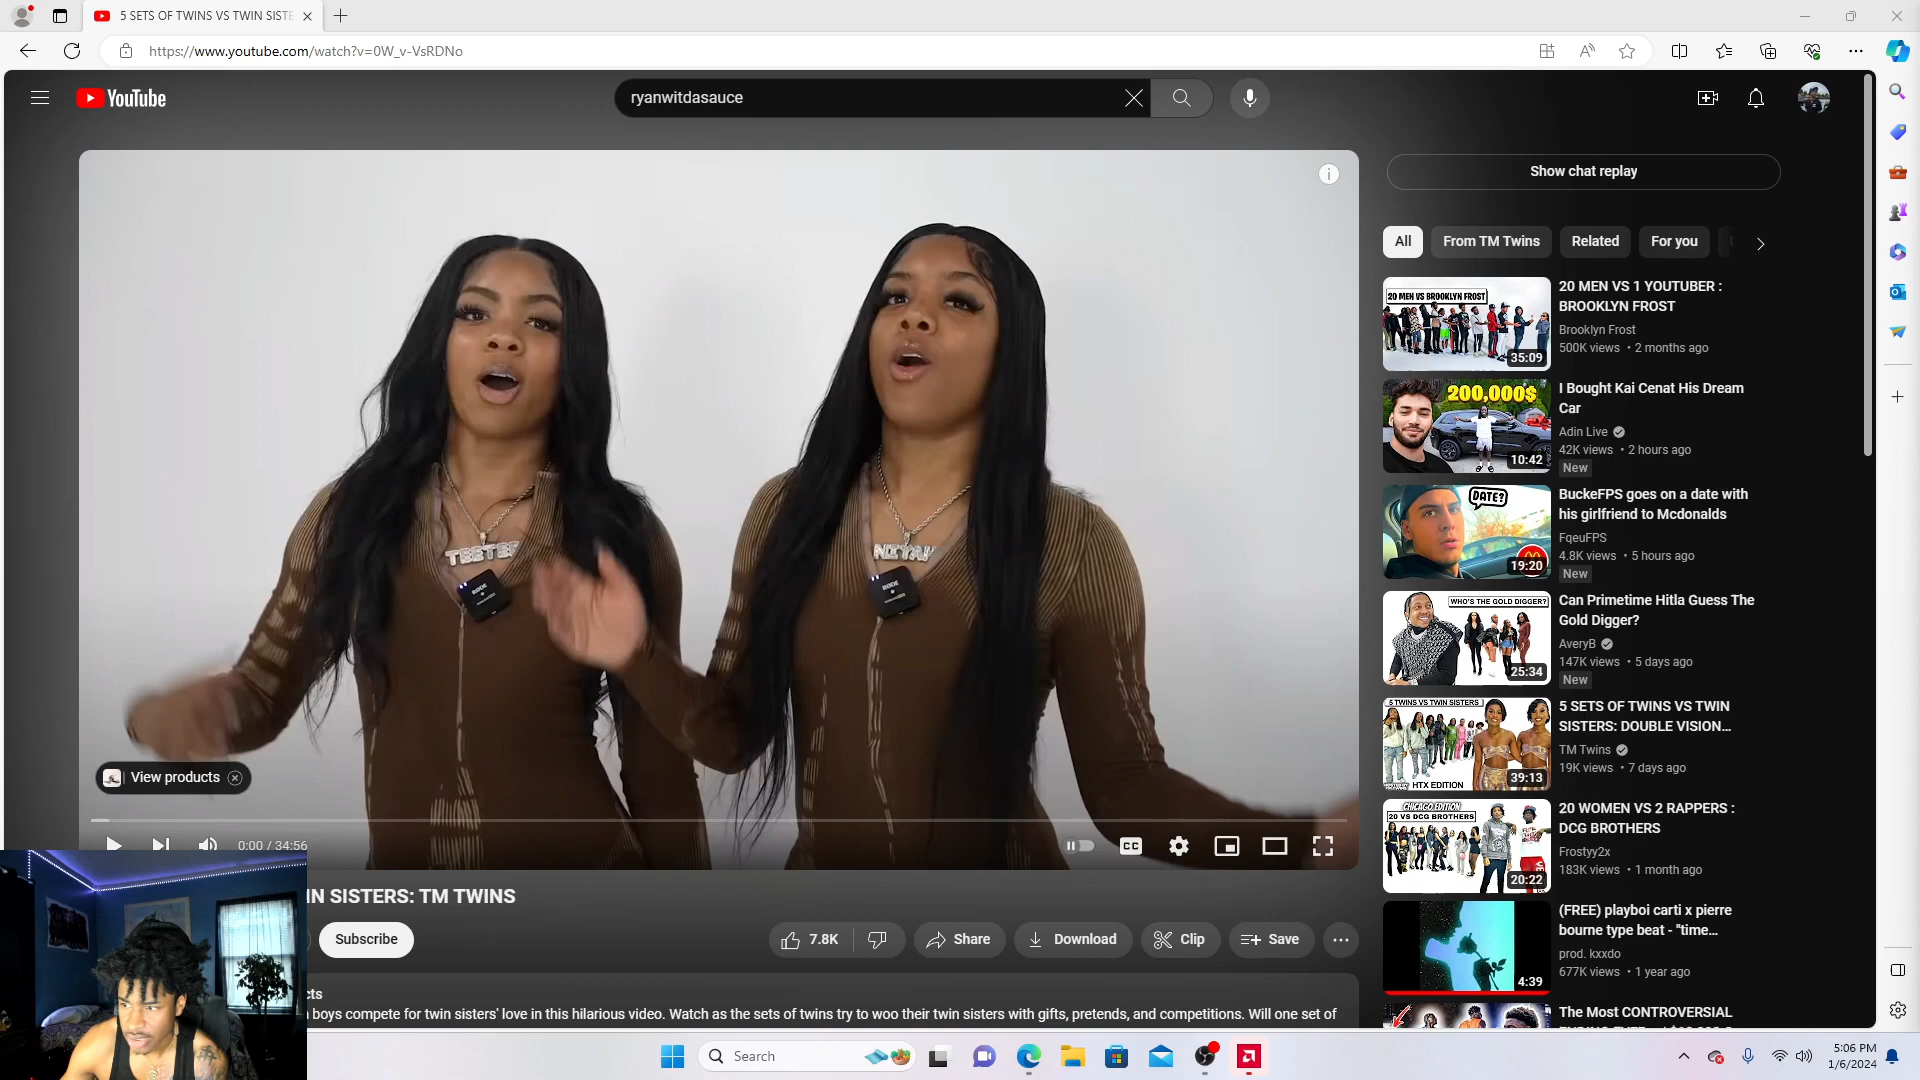 5 SETS OF TWINS VS TWIN SISTE
https://www.youtube.com/watch?v=0W_v-VsRDNo
YouTube
ryanwitdasauce
Show chat replay
All
From TM Twins
Related
For you
TEETEE
NIYAH
RODE
RODE
View products
0:00 / 34:56
CC
20 MEN VS BROOKLYN FROST
35:09
20 MEN VS 1 YOUTUBER :
BROOKLYN FROST
Brooklyn Frost
500K views • 2 months ago
200,000$
10:42
I Bought Kai Cenat His Dream
Car
Adin Live
42K views • 2 hours ago
New
DATE?
19:20
BuckeFPS goes on a date with
his girlfriend to Mcdonalds
FqeuFPS
4.8K views • 5 hours ago
New
WHO'S THE GOLD DIGGER?
25:34
Can Primetime Hitla Guess The
Gold Digger?
AveryB
147K views • 5 days ago
New
5 TWINS VS TWIN SISTERS
HTX EDITION
39:13
5 SETS OF TWINS VS TWIN
SISTERS: DOUBLE VISION...
TM Twins
19K views • 7 days ago
CHICAGO EDITION
20 VS DCG BROTHERS
20:22
20 WOMEN VS 2 RAPPERS :
DCG BROTHERS
Frostyy2x
183K views • 1 month ago
4:39
(FREE) playboi carti x pierre
bourne type beat - "time...
prod. kxxdo
677K views • 1 year ago
The Most CONTROVERSIAL
IN SISTERS: TM TWINS
Subscribe
7.8K
Share
Download
Clip
Save
cts
boys compete for twin sisters' love in this hilarious video. Watch as the sets of twins try to woo their twin sisters with gifts, pretends, and competitions. Will one set of
Search
5:06 PM
1/6/2024